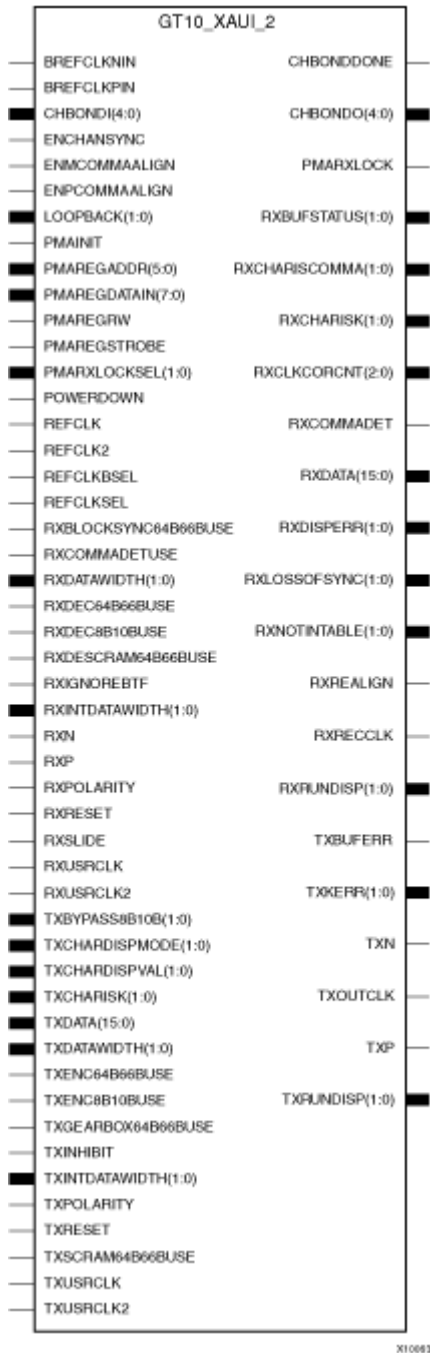 GT10_XAUI_2
BREFCLKNIN CHBONDDONE
BREFCLKPIN
CHBONDI(4:0) CHBONDO(4:0)
ENCHANSYNC
ENMCOMMAALIGN PMARXLOCK
ENPCOMMAALIGN
LOOPBACK(1:0) RXBUFSTATUS(1:0)
PMAINIT
PMAREGADDR(5:0) RXCHARISCOMMA(1:0)
PMAREGDATAIN(7:0)
PMAREGRW RXCHARISK(1:0)
PMAREGSTROBE
PMARXLOCKSEL(1:0) RXCLKCORCNT(2:0)
POWERDOWN
REFCLK RXCOMMADET
REFCLK2
REFCLKBSEL RXDATA(15:0)
REFCLKSEL
RXBLOCKSYNC64B66BUSE RXDISPERR(1:0)
RXCOMMADETUSE
RXDATAWIDTH(1:0) RXLOSSOFSYNC(1:0)
RXDEC64B66BUSE
RXDEC8B10BUSE RXNOTINTABLE(1:0)
RXDESCRAM64B66BUSE
RXIGNOREBTF RXREALIGN
RXINTDATAWIDTH(1:0)
RXN RXRECCLK
RXP
RXPOLARITY RXRUNDISP(1:0)
RXRESET
RXSLIDE TXBUFERR
RXUSRCLK
RXUSRCLK2 TXKERR(1:0)
TXBYPASS8B10B(1:0)
TXCHARDISPMODE(1:0) TXN
TXCHARDISPVAL(1:0)
TXCHARISK(1:0) TXOUTCLK
TXDATA(15:0)
TXDATAWIDTH(1:0) TXP
TXENC64B66BUSE
TXENC8B10BUSE TXRUNDISP(1:0)
TXGEARBOX64B66BUSE
TXINHIBIT
TXINTDATAWIDTH(1:0)
TXPOLARITY
TXRESET
TXSCRAM64B66BUSE
TXUSRCLK
TXUSRCLK2